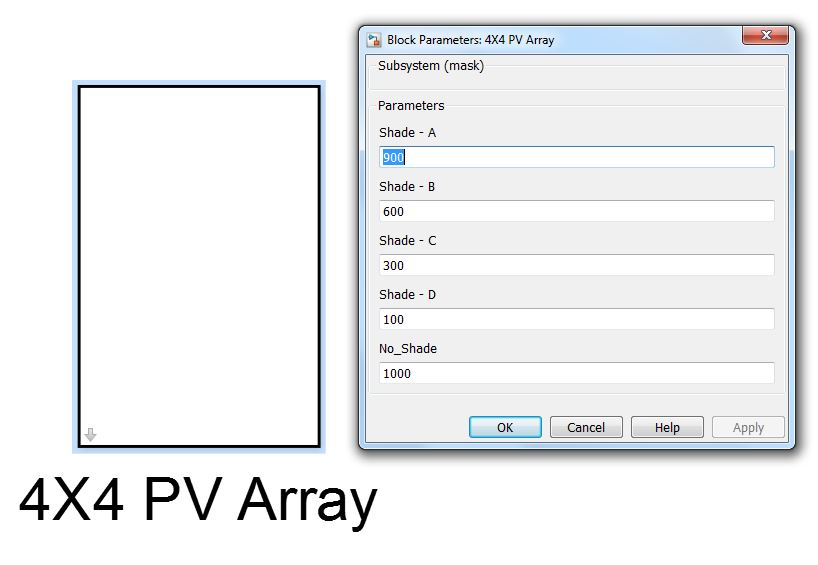 Block Parameters: 4X4 PV Array
Subsystem (mask)
Parameters
Shade - A
900
Shade - B
600
Shade - C
300
Shade - D
100
No_Shade
1000
OK Cancel Help Apply
4X4 PV Array